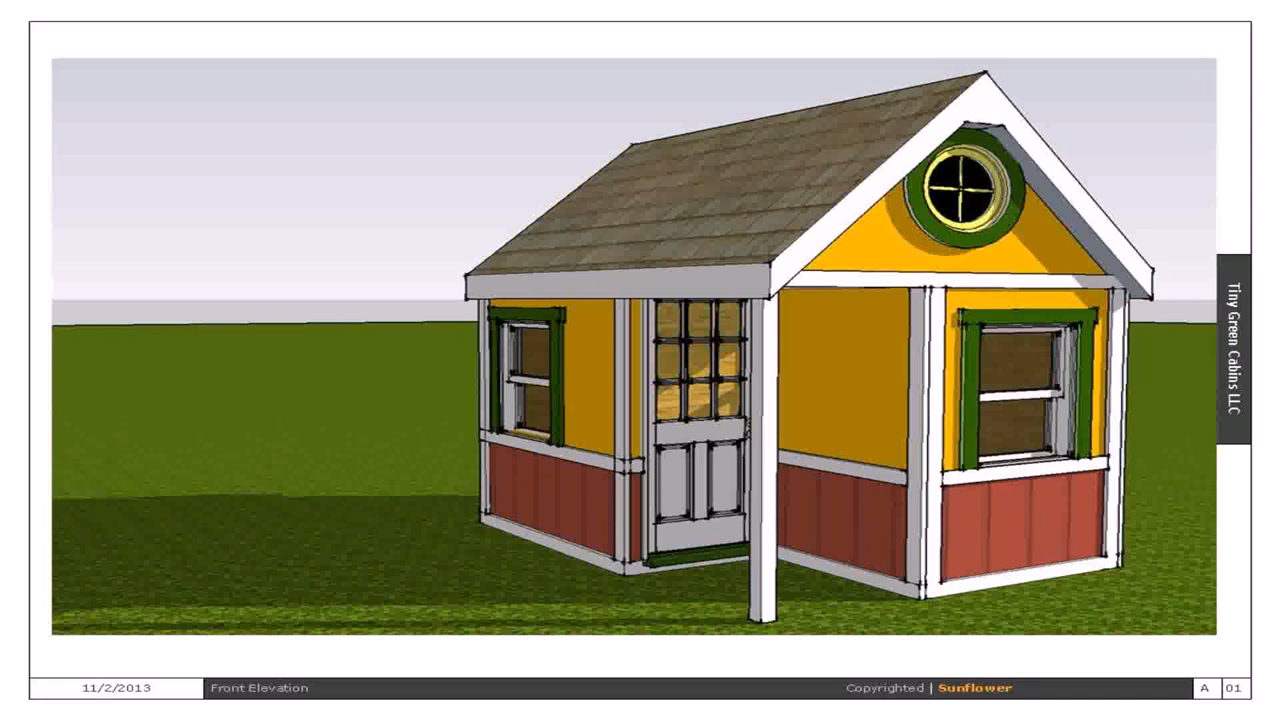 Tiny Green Cabins LLC
11/2/2013 Front Elevation Copyrighted | Sunflower A 01